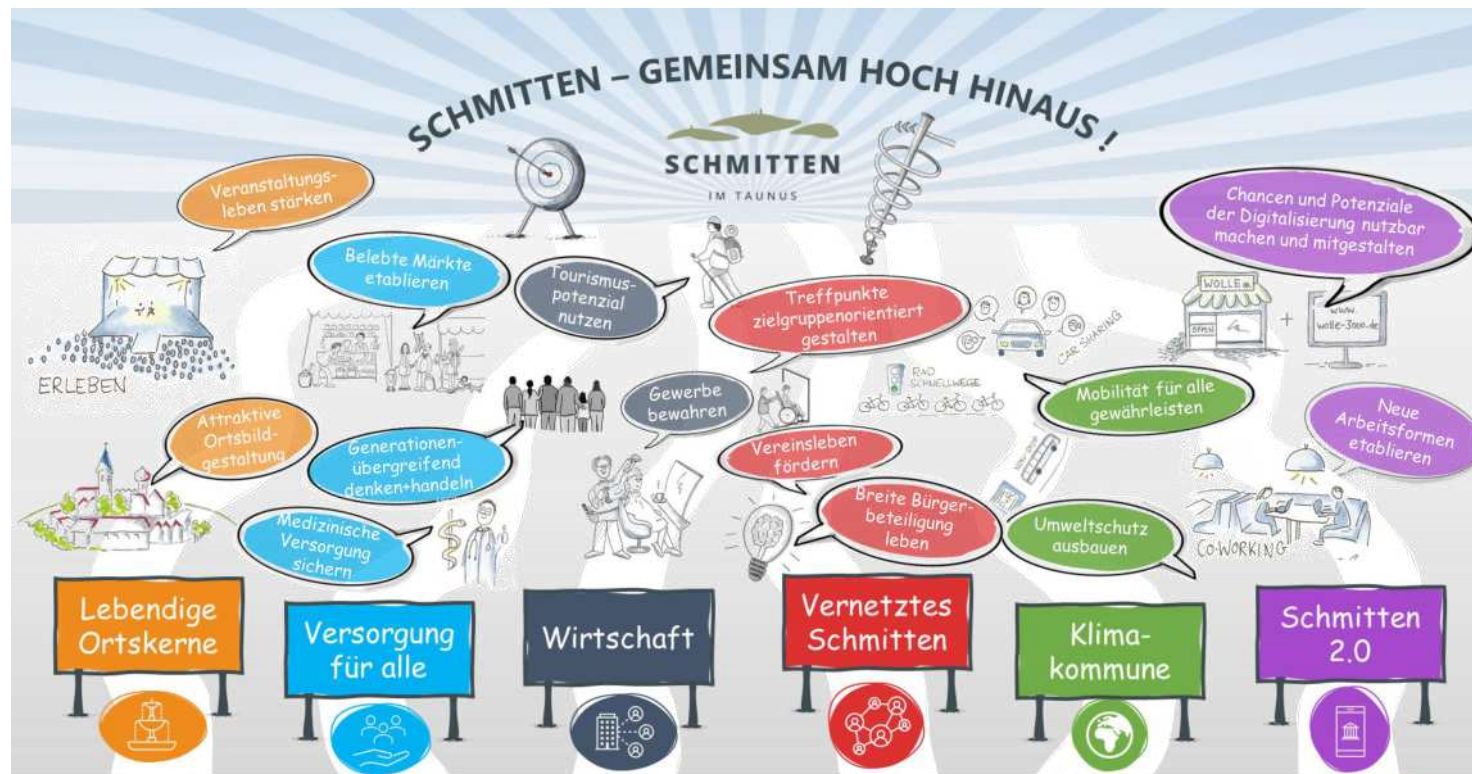 SCHMITTEN – GEMEINSAM HOCH HINAUS !
SCHMITTEN
IM TAUNUS
Veranstaltungs-
leben stärken
Belebte Märkte
etablieren
Tourismus-
potenzial
nutzen
Treffpunkte
zielgruppenorientiert
gestalten
Chancen und Potenziale
der Digitalisierung nutzbar
machen und mitgestalten
ERLEBEN
CAR SHARING
WOLLE
OPEN
+
www.
wolle-3000.de
RAD
SCHNELLWEGE
Attraktive
Ortsbild-
gestaltung
Generationen-
übergreifend
denken+handeln
Gewerbe
bewahren
Vereinsleben
fördern
Mobilität für alle
gewährleisten
Neue
Arbeitsformen
etablieren
Medizinische
Versorgung
sichern
Breite Bürger-
beteiligung
leben
Umweltschutz
ausbauen
CO-WORKING
Lebendige
Ortskerne
Versorgung
für alle
Wirtschaft
Vernetztes
Schmitten
Klima-
kommune
Schmitten
2.0